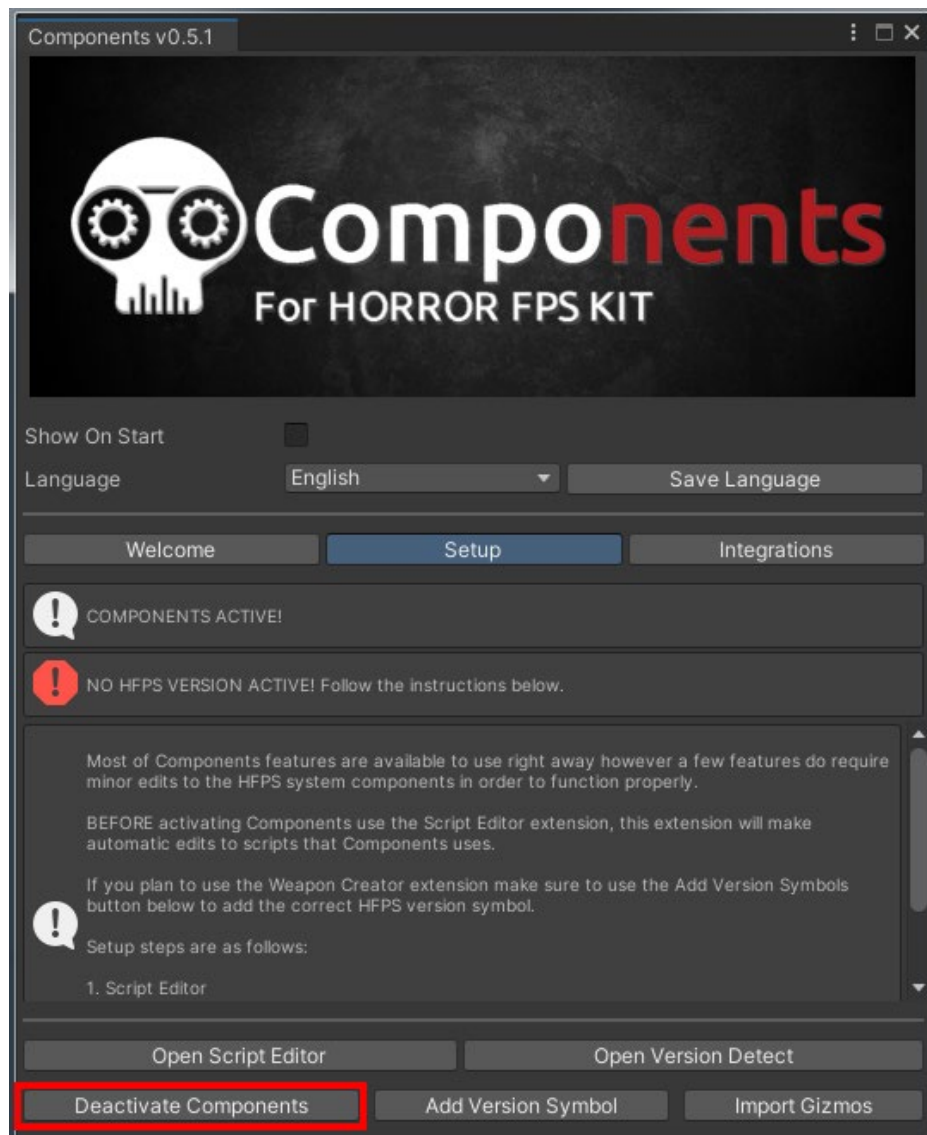 Components v0.5.1
Components
For HORROR FPS KIT
Show On Start
Language
English
Save Language
Welcome
Setup
Integrations
COMPONENTS ACTIVE!
NO HFPS VERSION ACTIVE! Follow the instructions below.
Most of Components features are available to use right away however a few features do require
minor edits to the HFPS system components in order to function properly.
BEFORE activating Components use the Script Editor extension, this extension will make
automatic edits to scripts that Components uses.
If you plan to use the Weapon Creator extension make sure to use the Add Version Symbols
button below to add the correct HFPS version symbol.
Setup steps are as follows:
1. Script Editor
Open Script Editor
Open Version Detect
Deactivate Components
Add Version Symbol
Import Gizmos